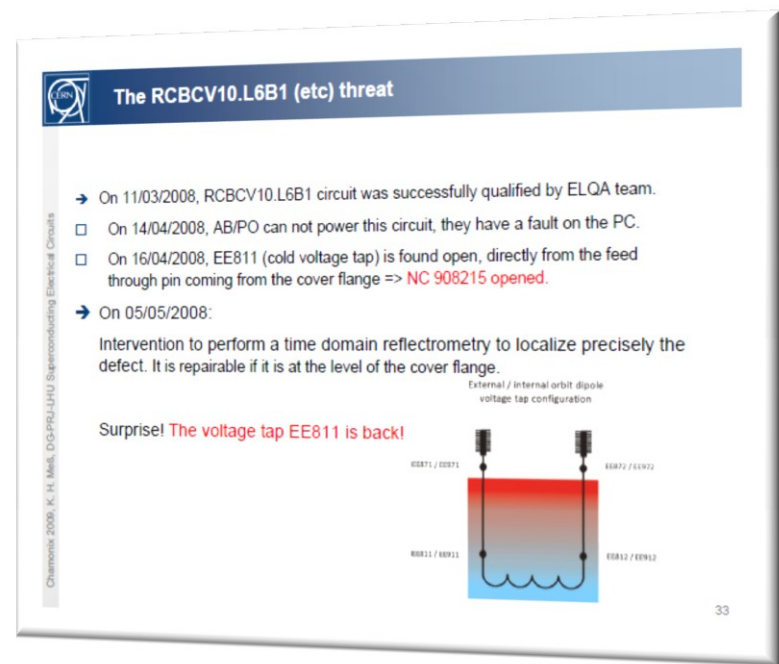 CERN
The RCBCV10.L6B1 (etc) threat
On 11/03/2008, RCBCV10.L6B1 circuit was successfully qualified by ELQA team.
On 14/04/2008, AB/PO can not power this circuit, they have a fault on the PC.
On 16/04/2008, EE811 (cold voltage tap) is found open, directly from the feed
through pin coming from the cover flange => NC 908215 opened.
On 05/05/2008:
Intervention to perform a time domain reflectrometry to localize precisely the
defect. It is repairable if it is at the level of the cover flange.
Surprise! The voltage tap EE811 is back!
External / internal orbit dipole
voltage tap configuration
EE871 / EE971
EE872 / EE972
EE811 / EE911
EE812 / EE912
Chamonix 2009, K. H. Meß, DG-PRJ-LHU Superconducting Electrical Circuits
33